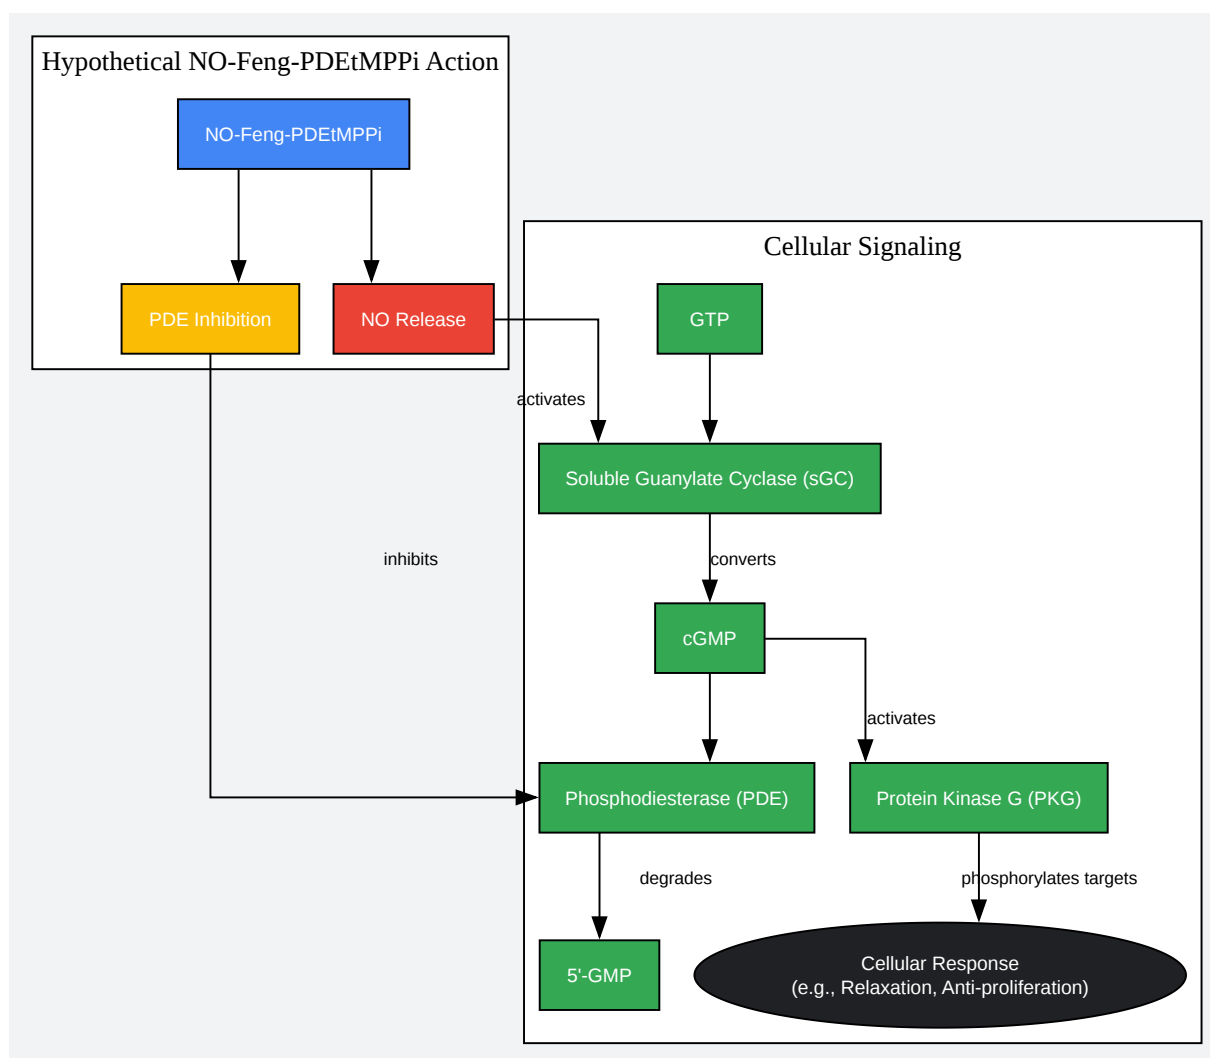 Hypothetical NO-Feng-PDEtMPPi Action
NO-Feng-PDEtMPPi
Cellular Signaling
PDE Inhibition
NO Release
GTP
activates
Soluble Guanylate Cyclase (sGC)
inhibits
converts
cGMP
activates
Phosphodiesterase (PDE)
Protein Kinase G (PKG)
degrades
phosphorylates targets
5'-GMP
Cellular Response
(e.g., Relaxation, Anti-proliferation)